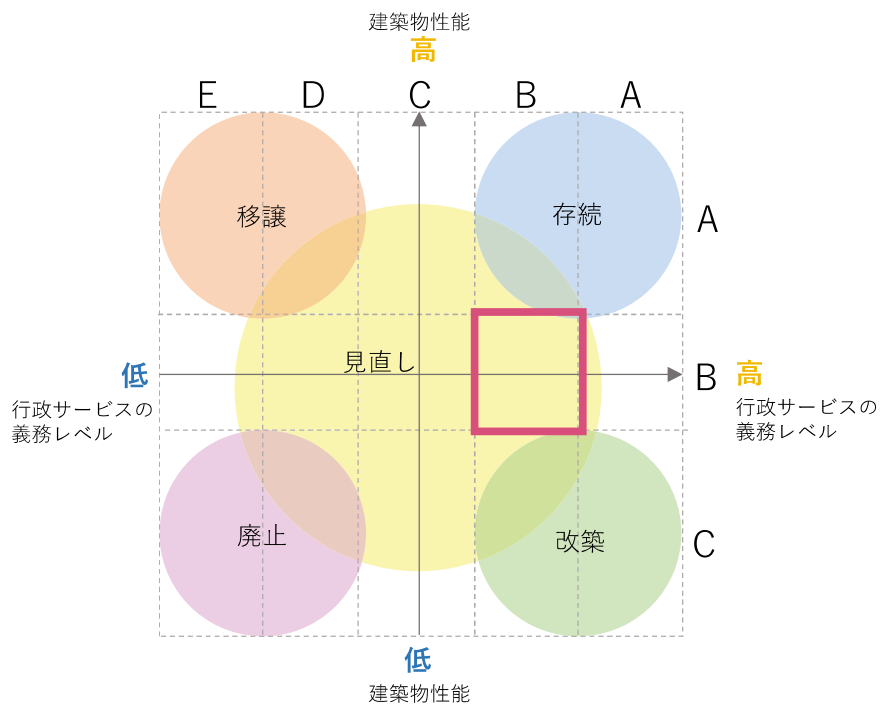 建築物性能
高
E D C B A
移譲
存続
A
見直し
低
B
高
行政サービスの
義務レベル
行政サービスの
義務レベル
廃止
改築
C
低
建築物性能